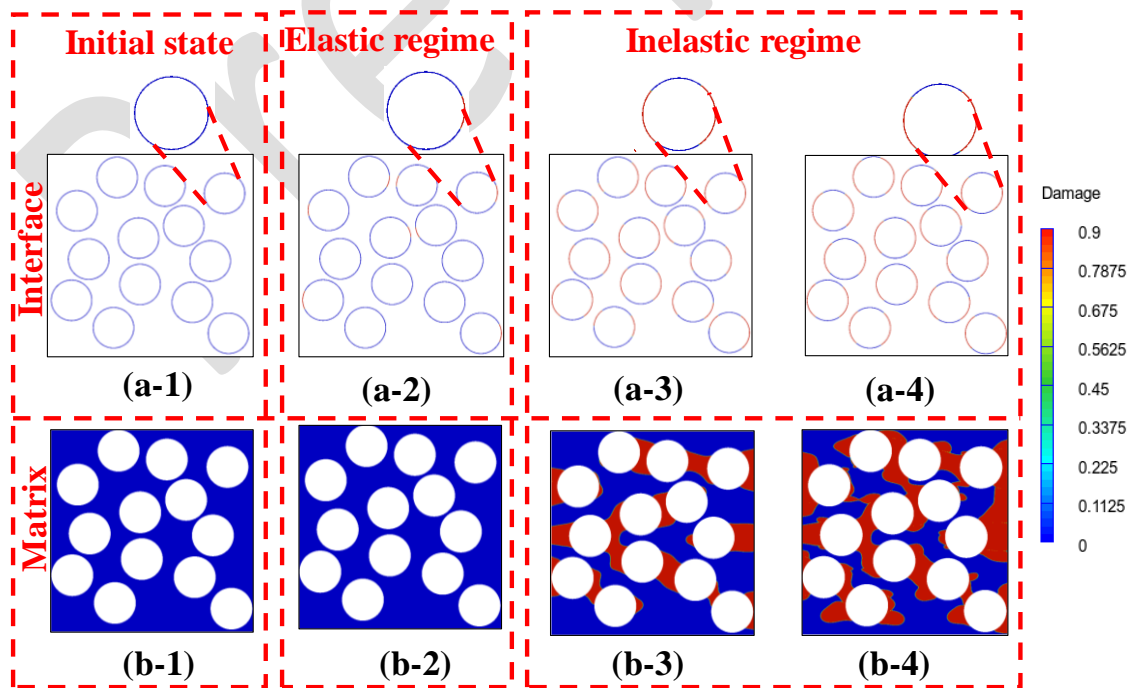 Initial state
Elastic regime
Inelastic regime
Interface
(a-1)
(a-2)
(a-3)
(a-4)
Matrix
(b-1)
(b-2)
(b-3)
(b-4)
Damage
0.9
0.7875
0.675
0.5625
0.45
0.3375
0.225
0.1125
0